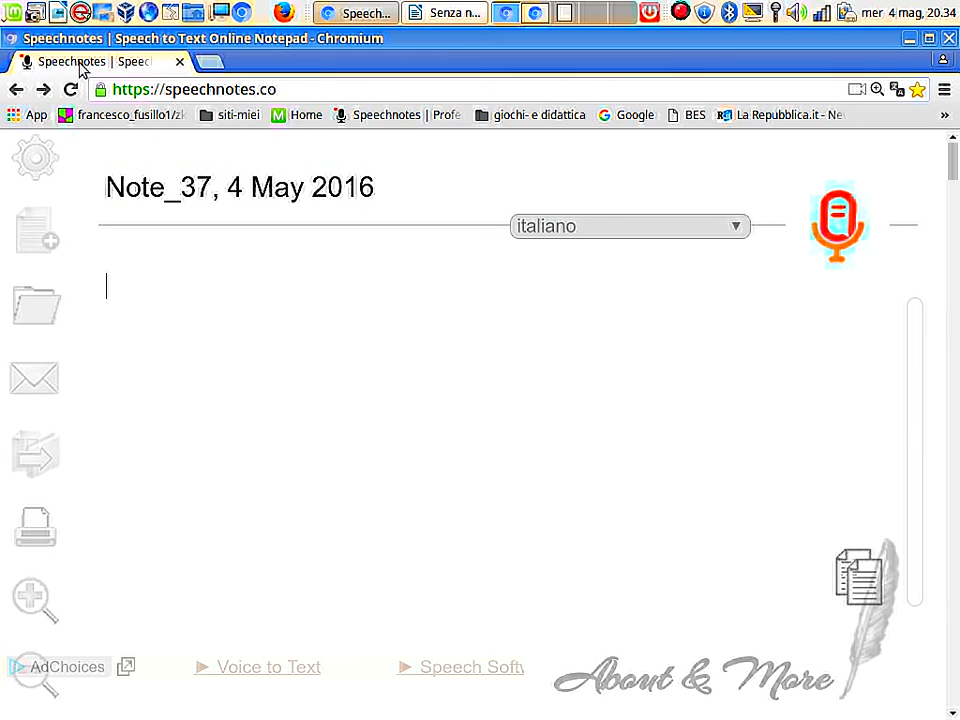 Speech...
Senza n...
mer 4 mag, 20.34
Speechnotes | Speech to Text Online Notepad - Chromium
Speechnotes | Speec
https://speechnotes.co
App
francesco_fusillo1/zk
siti-miei
Home
Speechnotes | Profe
giochi- e didattica
Google
BES
La Repubblica.it - Ne
»
Note_37, 4 May 2016
italiano
AdChoices
Voice to Text
Speech Softw
About & More